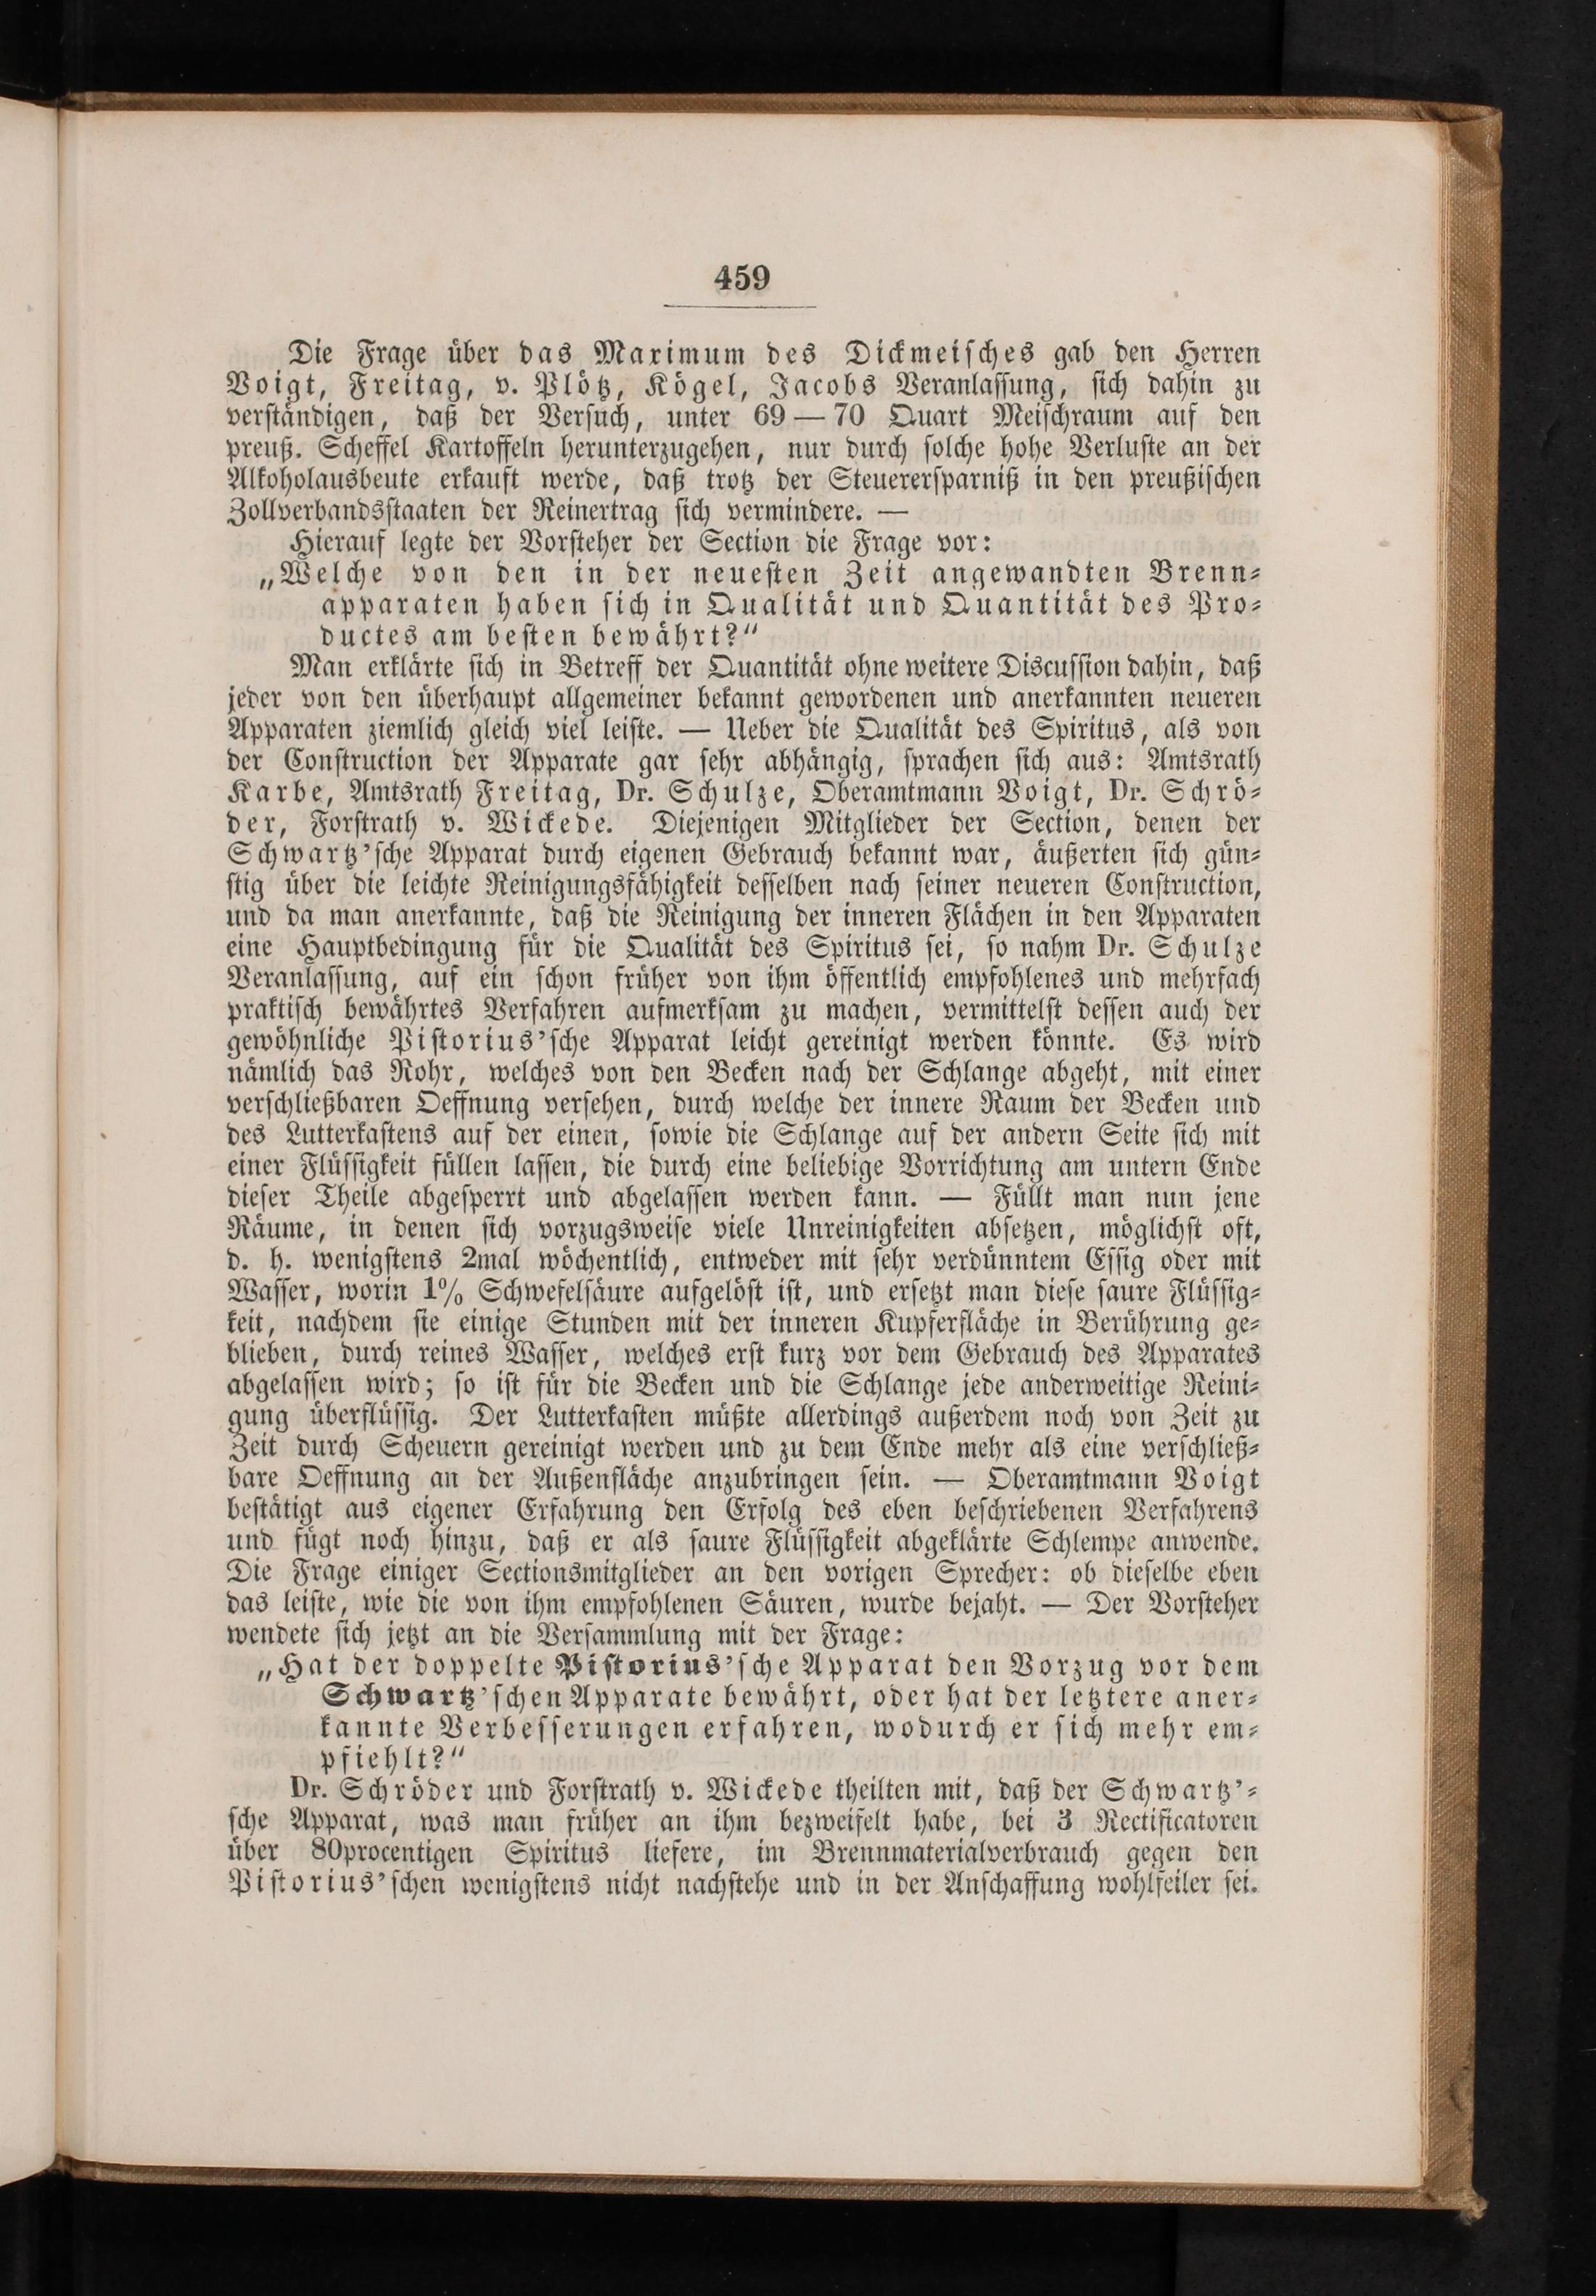 459
Die Frage über das Maximum des Dickmeisches gab den Herren
Voigt, Freitag, v. Plötz, Kögel, Jacobs Veranlassung, sich dahin zu
verständigen, daß der Versuch, unter 69—70 Quart Meischraum auf den
preuß. Scheffel Kartoffeln herunterzugehen, nur durch solche hohe Verluste an der
Alkoholausbeute erkauft werde, daß trotz der Steuerersparniß in den preußischen
Zollverbandsstaaten der Reinertrag sich vermindere. —
Hierauf legte der Vorsteher der Section die Frage vor:
„Welche von den in der neuesten Zeit angewandten Brenn-
apparaten haben sich in Qualität und Quantität des Pro-
ductes am besten bewährt?“
Man erklärte sich in Betreff der Quantität ohne weitere Discussion dahin, daß
jeder von den überhaupt allgemeiner bekannt gewordenen und anerkannten neueren
Apparaten ziemlich gleich viel leiste. — Ueber die Qualität des Spiritus, als von
der Construction der Apparate gar sehr abhängig, sprachen sich aus: Amtsrath
Karbe, Amtsrath Freitag, Dr. Schulze, Oberamtmann Voigt, Dr. Schrö-
der, Forstrath v. Wickede. Diejenigen Mitglieder der Section, denen der
Schwartz'sche Apparat durch eigenen Gebrauch bekannt war, äußerten sich gün-
stig über die leichte Reinigungsfähigkeit desselben nach seiner neueren Construction,
und da man anerkannte, daß die Reinigung der inneren Flächen in den Apparaten
eine Hauptbedingung für die Qualität des Spiritus sei, so nahm Dr. Schulze
Veranlassung, auf ein schon früher von ihm öffentlich empfohlenes und mehrfach
praktisch bewährtes Verfahren aufmerksam zu machen, vermittelst dessen auch der
gewöhnliche Pistorius'sche Apparat leicht gereinigt werden könnte. Es wird
nämlich das Rohr, welches von den Becken nach der Schlange abgeht, mit einer
verschließbaren Oeffnung versehen, durch welche der innere Raum der Becken und
des Lutterkastens auf der einen, sowie die Schlange auf der andern Seite sich mit
einer Flüssigkeit füllen lassen, die durch eine beliebige Vorrichtung am untern Ende
dieser Theile abgesperrt und abgelassen werden kann. — Füllt man nun jene
Räume, in denen sich vorzugsweise viele Unreinigkeiten absetzen, möglichst oft,
d. h. wenigstens 2mal wöchentlich, entweder mit sehr verdünntem Essig oder mit
Wasser, worin 1% Schwefelsäure aufgelöst ist, und ersetzt man diese saure Flüssig-
keit, nachdem sie einige Stunden mit der inneren Kupferfläche in Berührung ge-
blieben, durch reines Wasser, welches erst kurz vor dem Gebrauch des Apparates
abgelassen wird; so ist für die Becken und die Schlange jede anderweitige Reini-
gung überflüssig. Der Lutterkasten müßte allerdings außerdem noch von Zeit zu
Zeit durch Scheuern gereinigt werden und zu dem Ende mehr als eine verschließ-
bare Oeffnung an der Außenfläche anzubringen sein. — Oberamtmann Voigt
bestätigt aus eigener Erfahrung den Erfolg des eben beschriebenen Verfahrens
und fügt noch hinzu, daß er als saure Flüssigkeit abgeklärte Schlempe anwende.
Die Frage einiger Sectionsmitglieder an den vorigen Sprecher: ob dieselbe eben
das leiste, wie die von ihm empfohlenen Säuren, wurde bejaht. — Der Vorsteher
wendete sich jetzt an die Versammlung mit der Frage:
„Hat der doppelte Pistorius'sche Apparat den Vorzug vor dem
Schwartz'schen Apparate bewährt, oder hat der letztere aner-
kannte Verbesserungen erfahren, wodurch er sich mehr em-
pfiehlt?“
Dr. Schröder und Forstrath v. Wickede theilten mit, daß der Schwartz'-
sche Apparat, was man früher an ihm bezweifelt habe, bei 3 Rectificatoren
über 80procentigen Spiritus liefere, im Brennmaterialverbrauch gegen den
Pistorius'schen wenigstens nicht nachstehe und in der Anschaffung wohlfeiler sei.